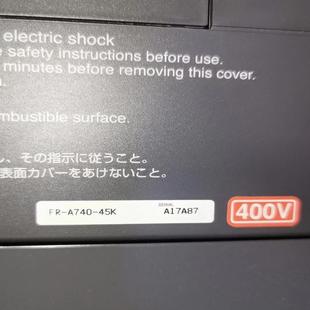 electric shock
safety instructions before use.
minutes before removing this cover.
mbustible surface.
し、その指示に従うこと。
表面カバーをあけないこと。
FR-A740-45K SERIAL A17A87 400V